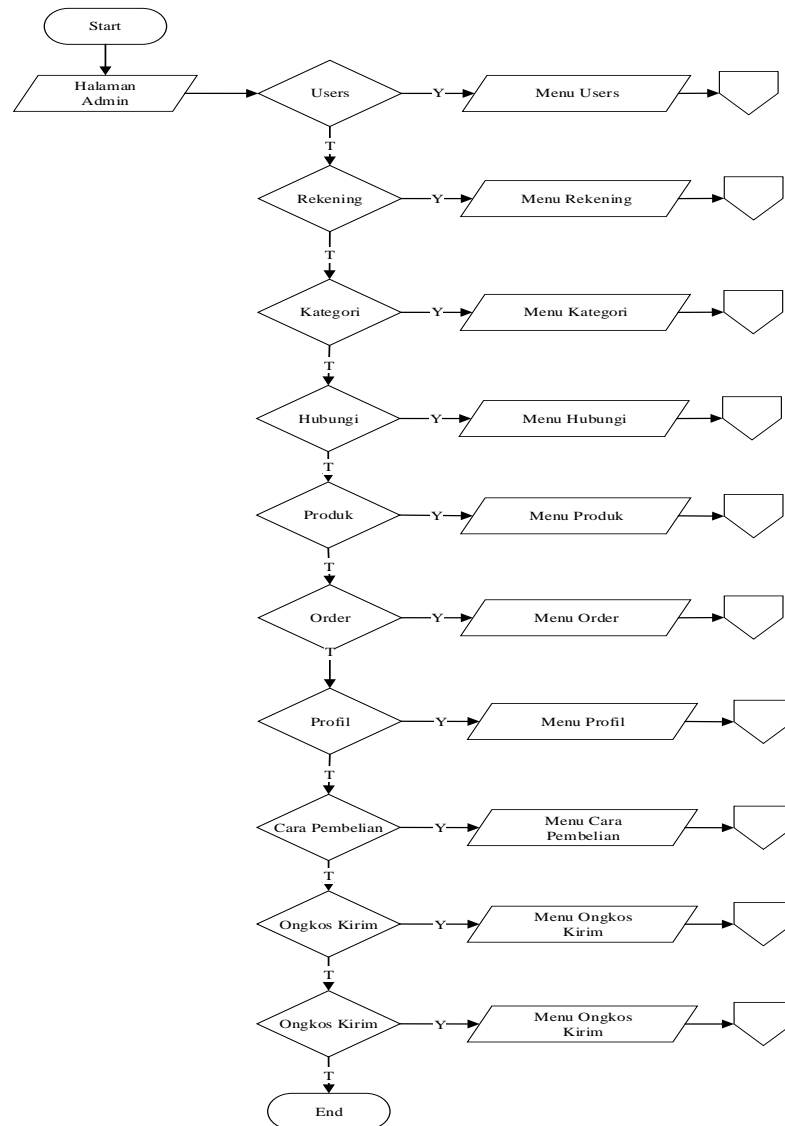 Start
Halaman
Admin
Users
Y
Menu Users
T
Rekening
Y
Menu Rekening
T
Kategori
Y
Menu Kategori
T
Hubungi
Y
Menu Hubungi
T
Produk
Y
Menu Produk
T
Order
Y
Menu Order
T
Profil
Y
Menu Profil
T
Cara Pembelian
Y
Menu Cara
Pembelian
T
Ongkos Kirim
Y
Menu Ongkos
Kirim
T
Ongkos Kirim
Y
Menu Ongkos
Kirim
T
End